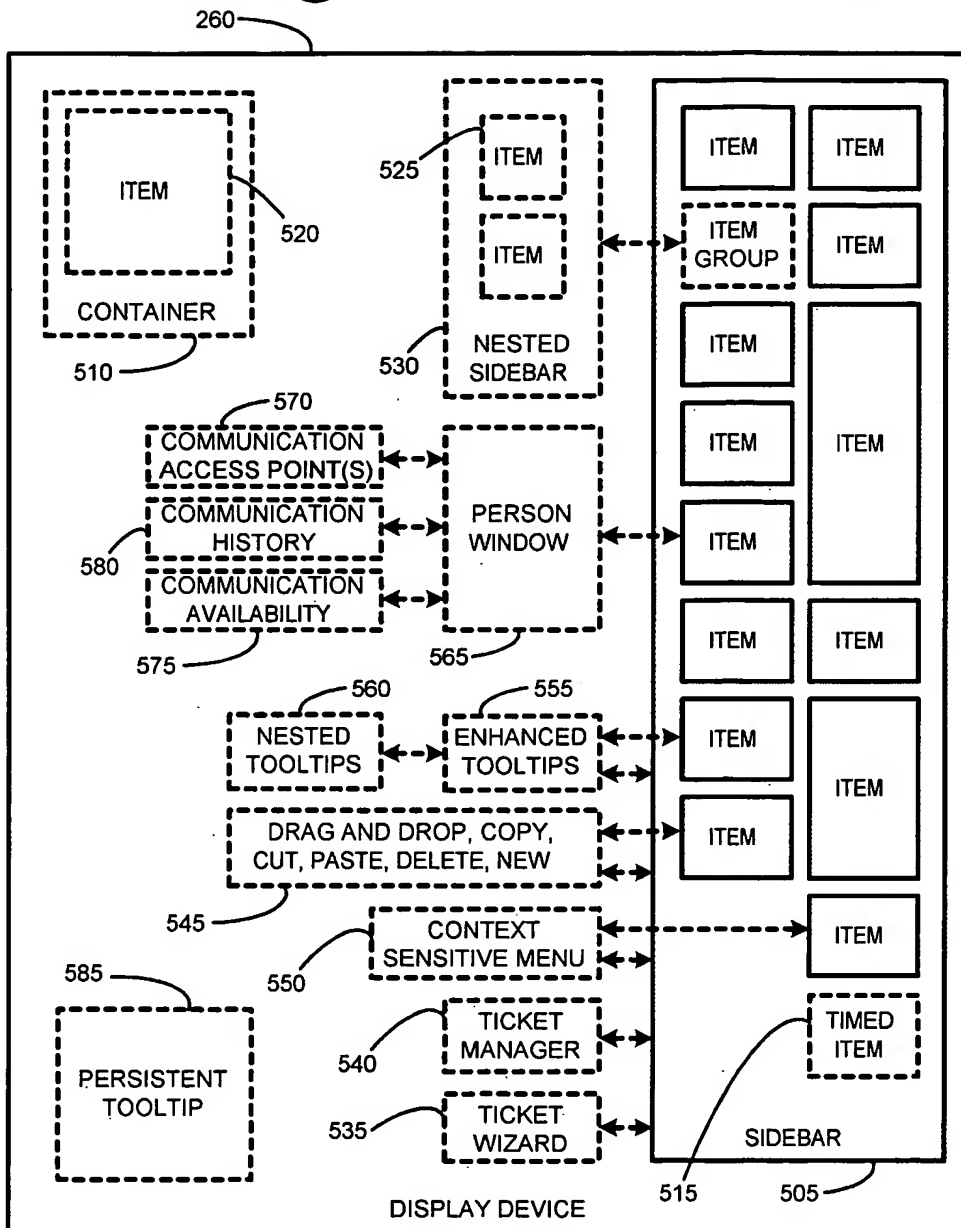 260
ITEM
520
CONTAINER
510
525
ITEM
ITEM
530
NESTED
SIDEBAR
ITEM
ITEM
ITEM
GROUP
ITEM
ITEM
ITEM
ITEM
ITEM
570
COMMUNICATION
ACCESS POINT(S)
COMMUNICATION
HISTORY
580
COMMUNICATION
AVAILABILITY
575
PERSON
WINDOW
565
ITEM
ITEM
560
555
NESTED
TOOLTIPS
ENHANCED
TOOLTIPS
ITEM
ITEM
DRAG AND DROP, COPY,
CUT, PASTE, DELETE, NEW
545
ITEM
CONTEXT
SENSITIVE MENU
550
ITEM
585
PERSISTENT
TOOLTIP
TICKET
MANAGER
540
TIMED
ITEM
535
TICKET
WIZARD
SIDEBAR
515
505
DISPLAY DEVICE